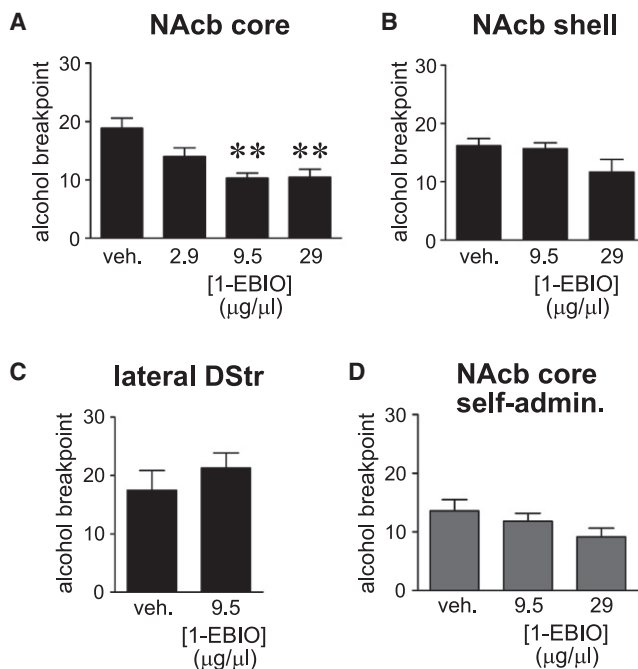 A
NAcb core
alcohol breakpoint
30
20
10
0
** **
veh. 2.9 9.5 29
[1-EBIO]
(μg/μl)
B
NAcb shell
alcohol breakpoint
30
20
10
0
veh. 9.5 29
[1-EBIO]
(μg/μl)
C
lateral DStr
alcohol breakpoint
30
20
10
0
veh. 9.5
[1-EBIO]
(μg/μl)
D
NAcb core
self-admin.
alcohol breakpoint
30
20
10
0
veh. 9.5 29
[1-EBIO]
(μg/μl)